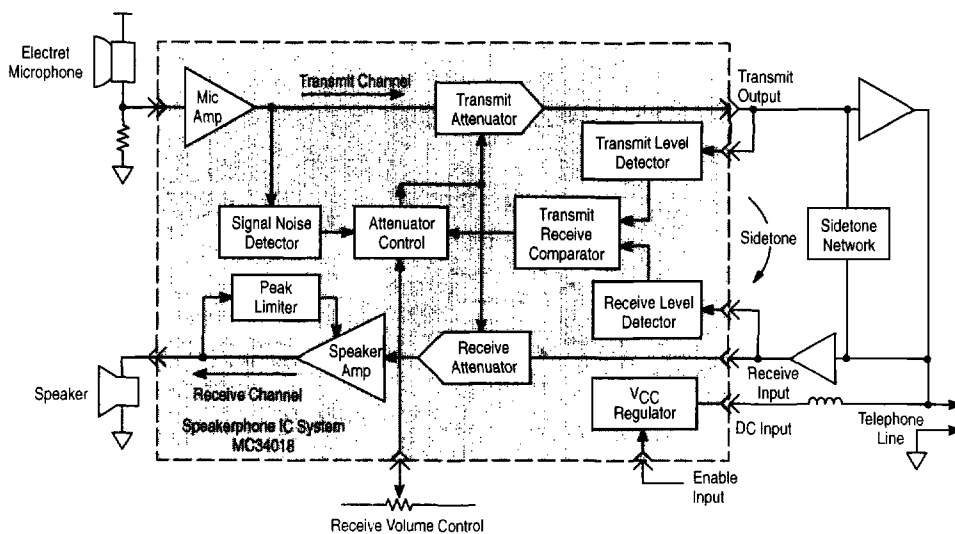 Electret
Microphone
Mic
Amp
Transmit Channel
Transmit
Attenuator
Transmit
Output
Transmit Level
Detector
Signal Noise
Detector
Attenuator
Control
Transmit
Receive
Comparator
Sidetone
Sidetone
Network
Peak
Limiter
Receive Level
Detector
Speaker
Amp
Receive
Attenuator
Receive
Input
Speaker
Receive Channel
VCC
Regulator
DC Input
Telephone
Line
Speakerphone IC System
MC34018
Enable
Input
Receive Volume Control